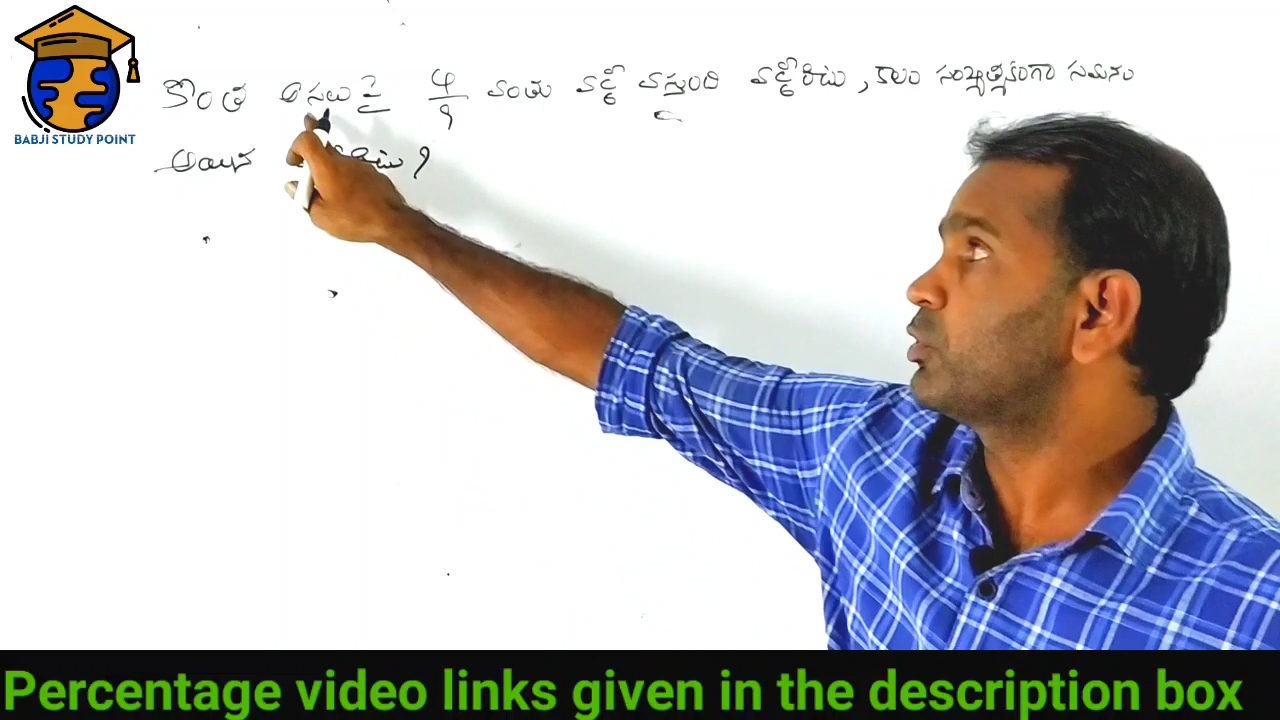 BABJI STUDY POINT
కొంత అసలు పై 4/9 వంతు వడ్డీ వస్తుంది వడ్డీరేటు, కాలం సంఖ్యాత్మకంగా సమానం
అయిన రేటు ?
Percentage video links given in the description box